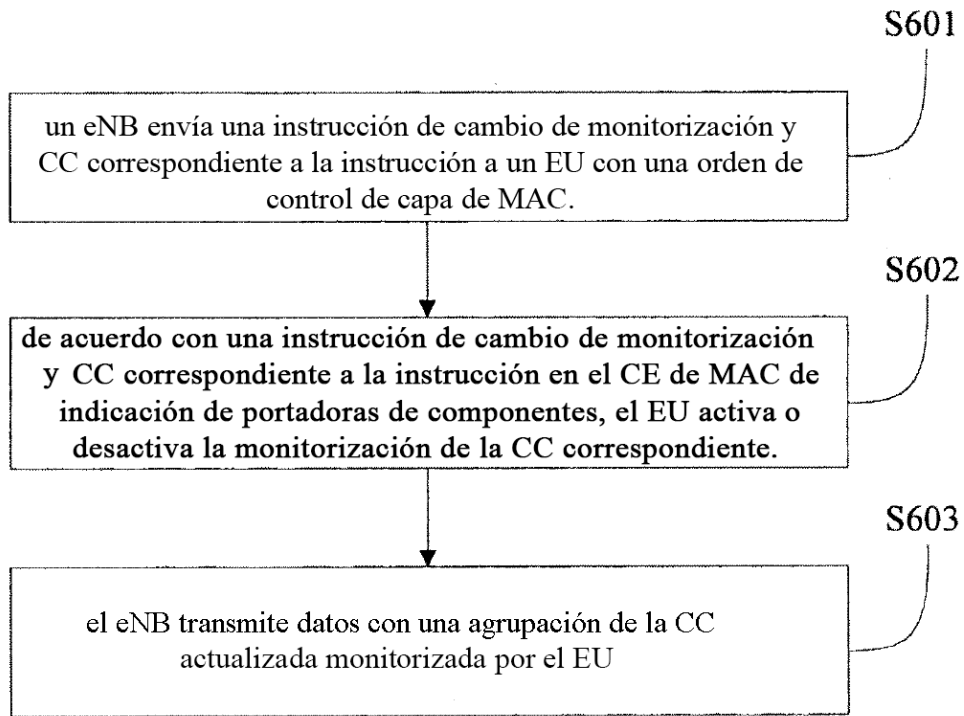 S601
un eNB envía una instrucción de cambio de monitorización y
CC correspondiente a la instrucción a un EU con una orden de
control de capa de MAC.
S602
de acuerdo con una instrucción de cambio de monitorización
y CC correspondiente a la instrucción en el CE de MAC de
indicación de portadoras de componentes, el EU activa o
desactiva la monitorización de la CC correspondiente.
S603
el eNB transmite datos con una agrupación de la CC
actualizada monitorizada por el EU